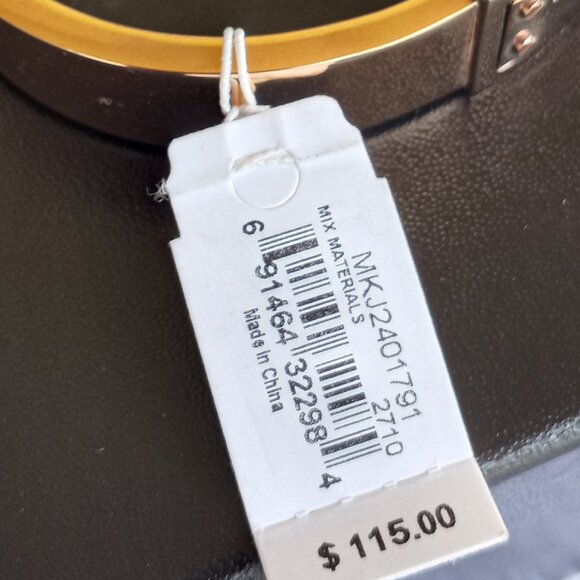 MKJ2401791
2710
MIX MATERIALS
6 91464 32298 4
Made in China
$ 115.00